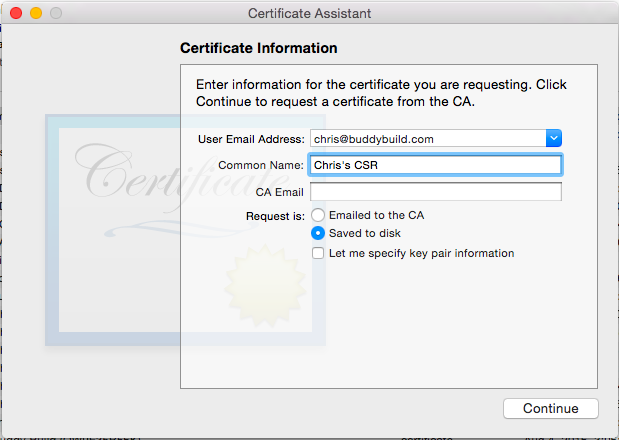 Certificate Assistant
Certificate Information
Enter information for the certificate you are requesting. Click
Continue to request a certificate from the CA.
Certificate
User Email Address: chris@buddybuild.com
Common Name: Chris's CSR
CA Email
Request is: Emailed to the CA
Saved to disk
Let me specify key pair information
Continue